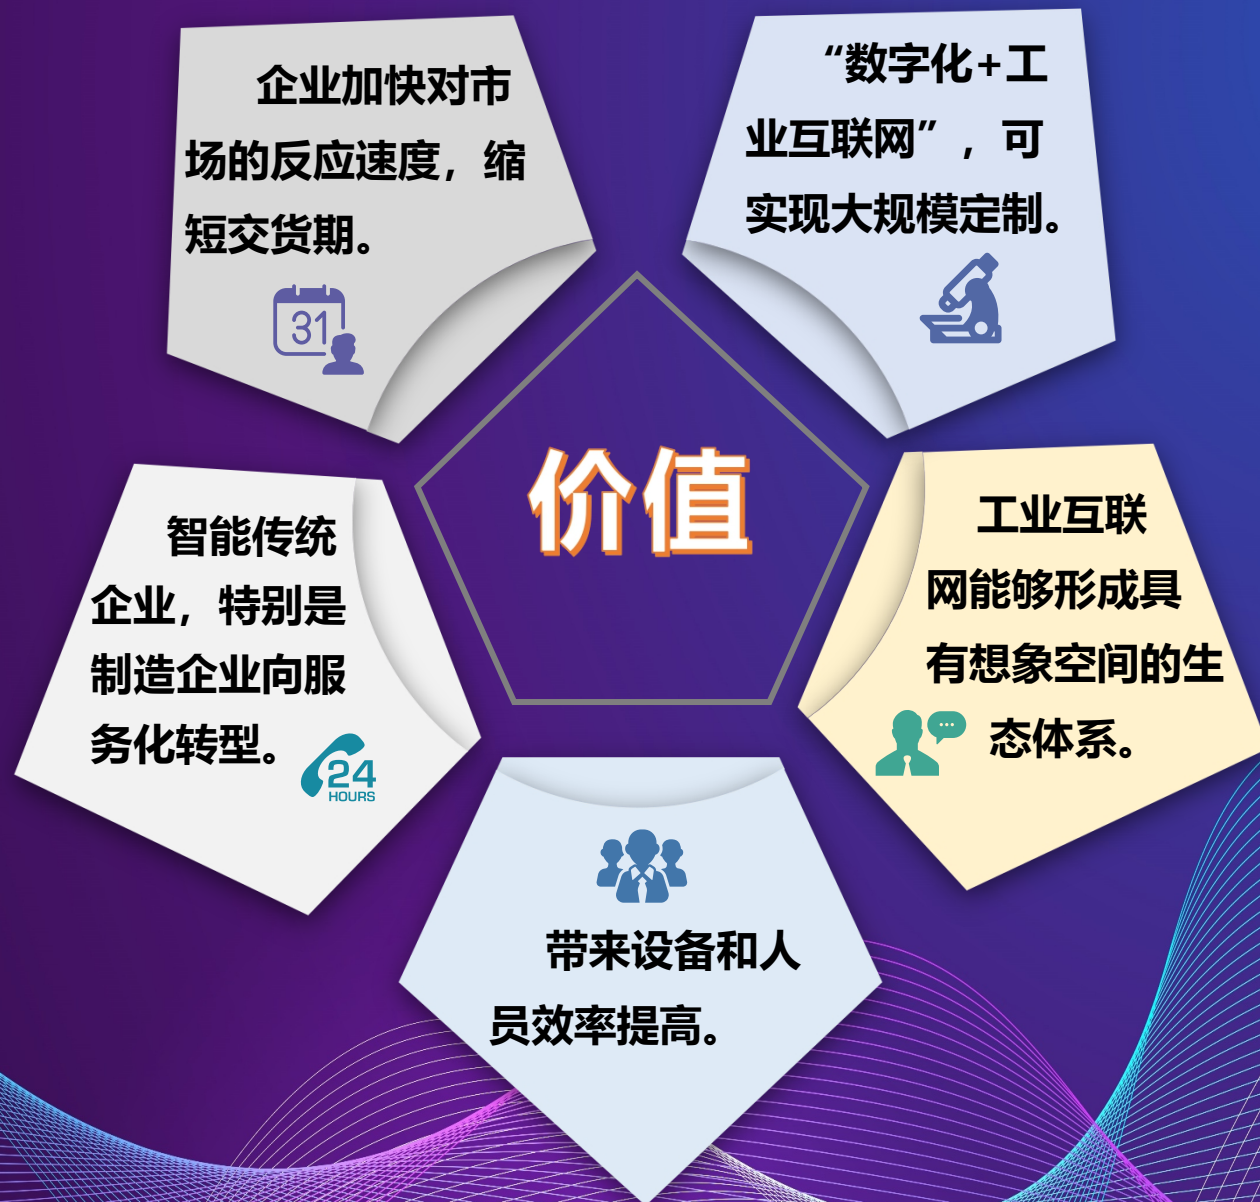 企业加快对市
场的反应速度，缩
短交货期。
31
“数字化+工
业互联网”，可
实现大规模定制。
价值
智能传统
企业，特别是
制造企业向服
务化转型。
24
HOURS
工业互联
网能够形成具
有想象空间的生
态体系。
带来设备和人
员效率提高。